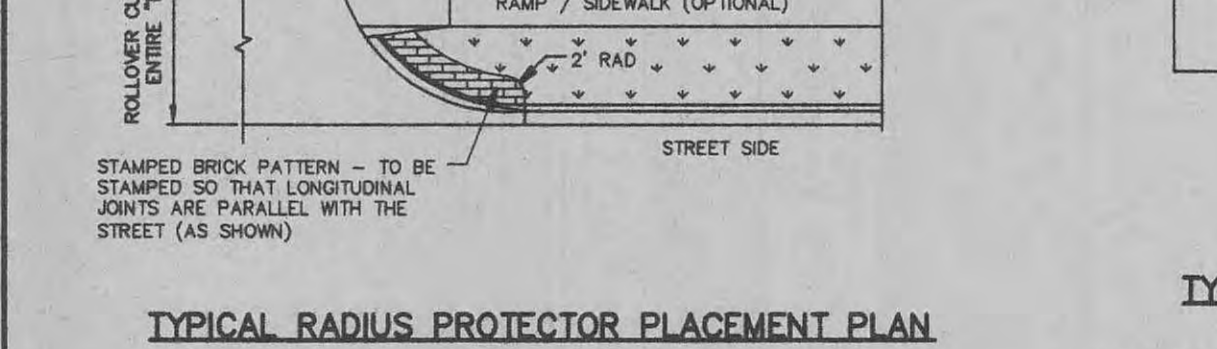 ROLLOVER
ENTIRE
RAMP / SIDEWALK (OPTIONAL)
2' RAD
STREET SIDE
STAMPED BRICK PATTERN – TO BE
STAMPED SO THAT LONGITUDINAL
JOINTS ARE PARALLEL WITH THE
STREET (AS SHOWN)
TYPICAL RADIUS PROTECTOR PLACEMENT PLAN